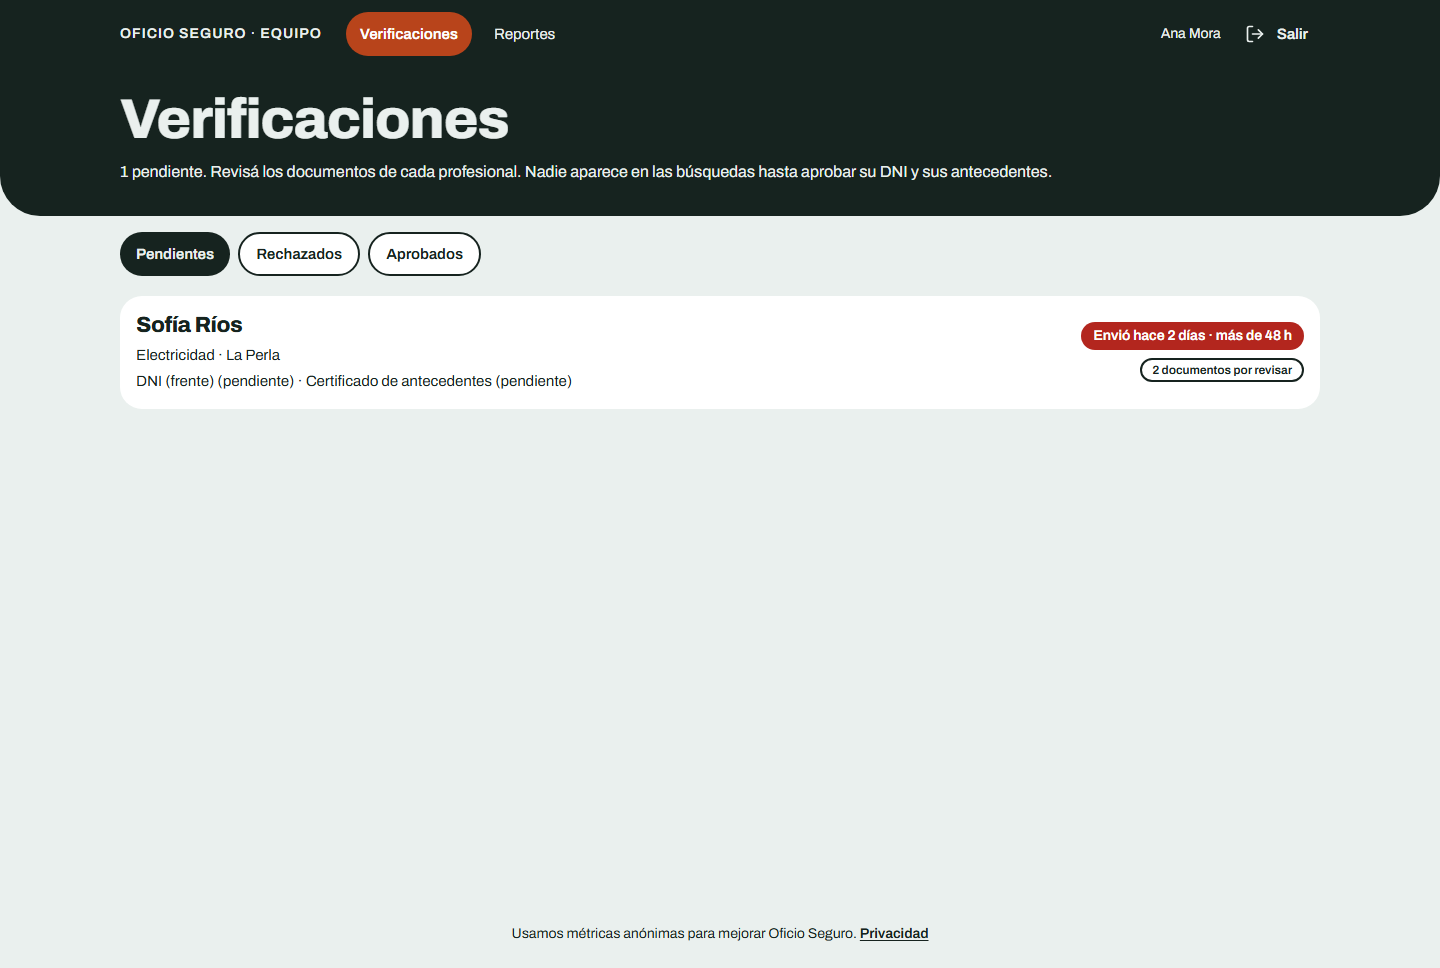 OFICIO SEGURO · EQUIPO
Verificaciones
Reportes
Ana Mora
Salir
Verificaciones
1 pendiente. Revisá los documentos de cada profesional. Nadie aparece en las búsquedas hasta aprobar su DNI y sus antecedentes.
Pendientes
Rechazados
Aprobados
Sofía Ríos
Electricidad · La Perla
DNI (frente) (pendiente) · Certificado de antecedentes (pendiente)
Envió hace 2 días · más de 48 h
2 documentos por revisar
Usamos métricas anónimas para mejorar Oficio Seguro. Privacidad